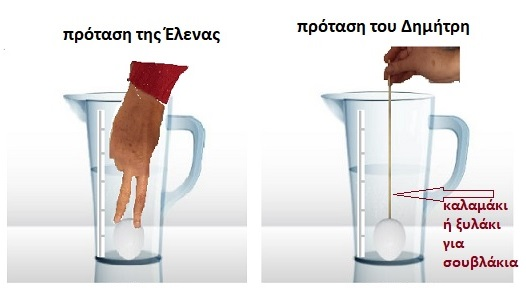 πρόταση της Έλενας
πρόταση του Δημήτρη
καλαμάκι
ή ξυλάκι
για
σουβλάκια